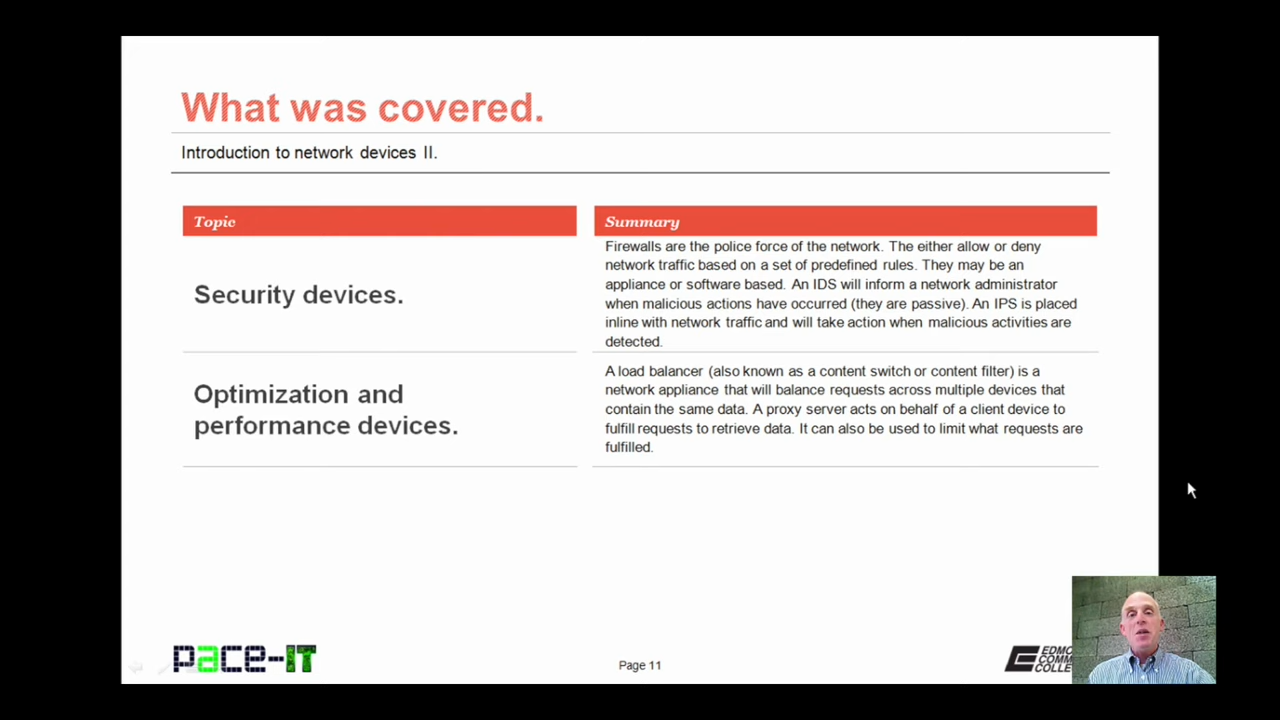 What was covered.
Introduction to network devices II.
Topic
Summary
Security devices.
Firewalls are the police force of the network. The either allow or deny
network traffic based on a set of predefined rules. They may be an
appliance or software based. An IDS will inform a network administrator
when malicious actions have occurred (they are passive). An IPS is placed
inline with network traffic and will take action when malicious activities are
detected.
Optimization and
performance devices.
A load balancer (also known as a content switch or content filter) is a
network appliance that will balance requests across multiple devices that
contain the same data. A proxy server acts on behalf of a client device to
fulfill requests to retrieve data. It can also be used to limit what requests are
fulfilled.
pace-IT
Page 11